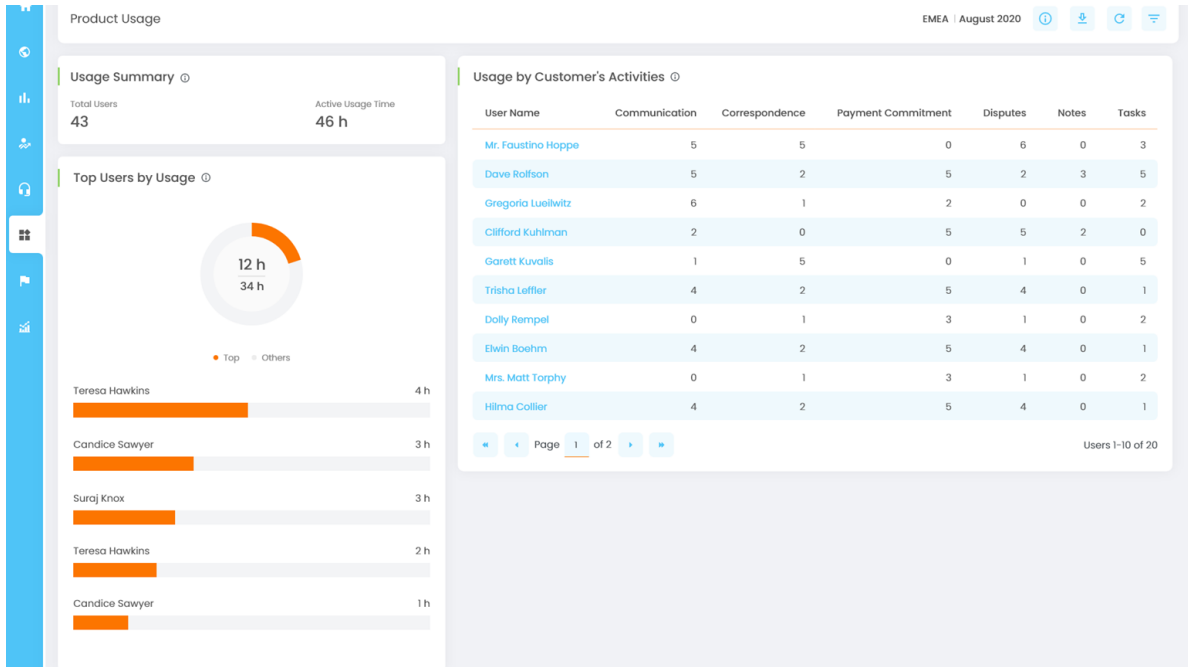 Product Usage
EMEA | August 2020
Usage Summary
Total Users
43
Active Usage Time
46 h
Top Users by Usage
12 h
34 h
Top Others
Teresa Hawkins 4 h
Candice Sawyer 3 h
Suraj Knox 3 h
Teresa Hawkins 2 h
Candice Sawyer 1 h
Usage by Customer's Activities
User Name Communication Correspondence Payment Commitment Disputes Notes Tasks
Mr. Faustino Hoppe 5 5 0 6 0 3
Dave Rolfson 5 2 5 2 3 5
Gregoria Lueilwitz 6 1 2 0 0 2
Clifford Kuhlman 2 0 5 5 2 0
Garett Kuvalis 1 5 0 1 0 5
Trisha Leffler 4 2 5 4 0 1
Dolly Rempel 0 1 3 1 0 2
Elwin Boehm 4 2 5 4 0 1
Mrs. Matt Torphy 0 1 3 1 0 2
Hilma Collier 4 2 5 4 0 1
Page 1 of 2
Users 1-10 of 20